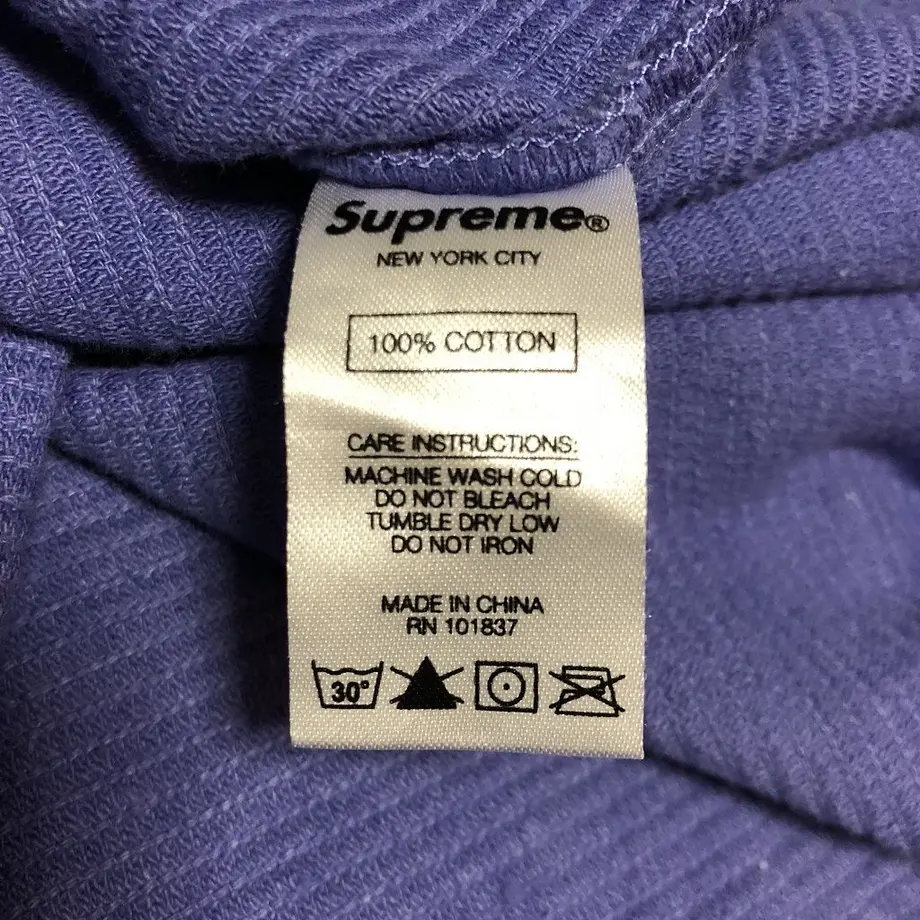 Supreme®
NEW YORK CITY
100% COTTON
CARE INSTRUCTIONS:
MACHINE WASH COLD
DO NOT BLEACH
TUMBLE DRY LOW
DO NOT IRON
MADE IN CHINA
RN 101837
30°